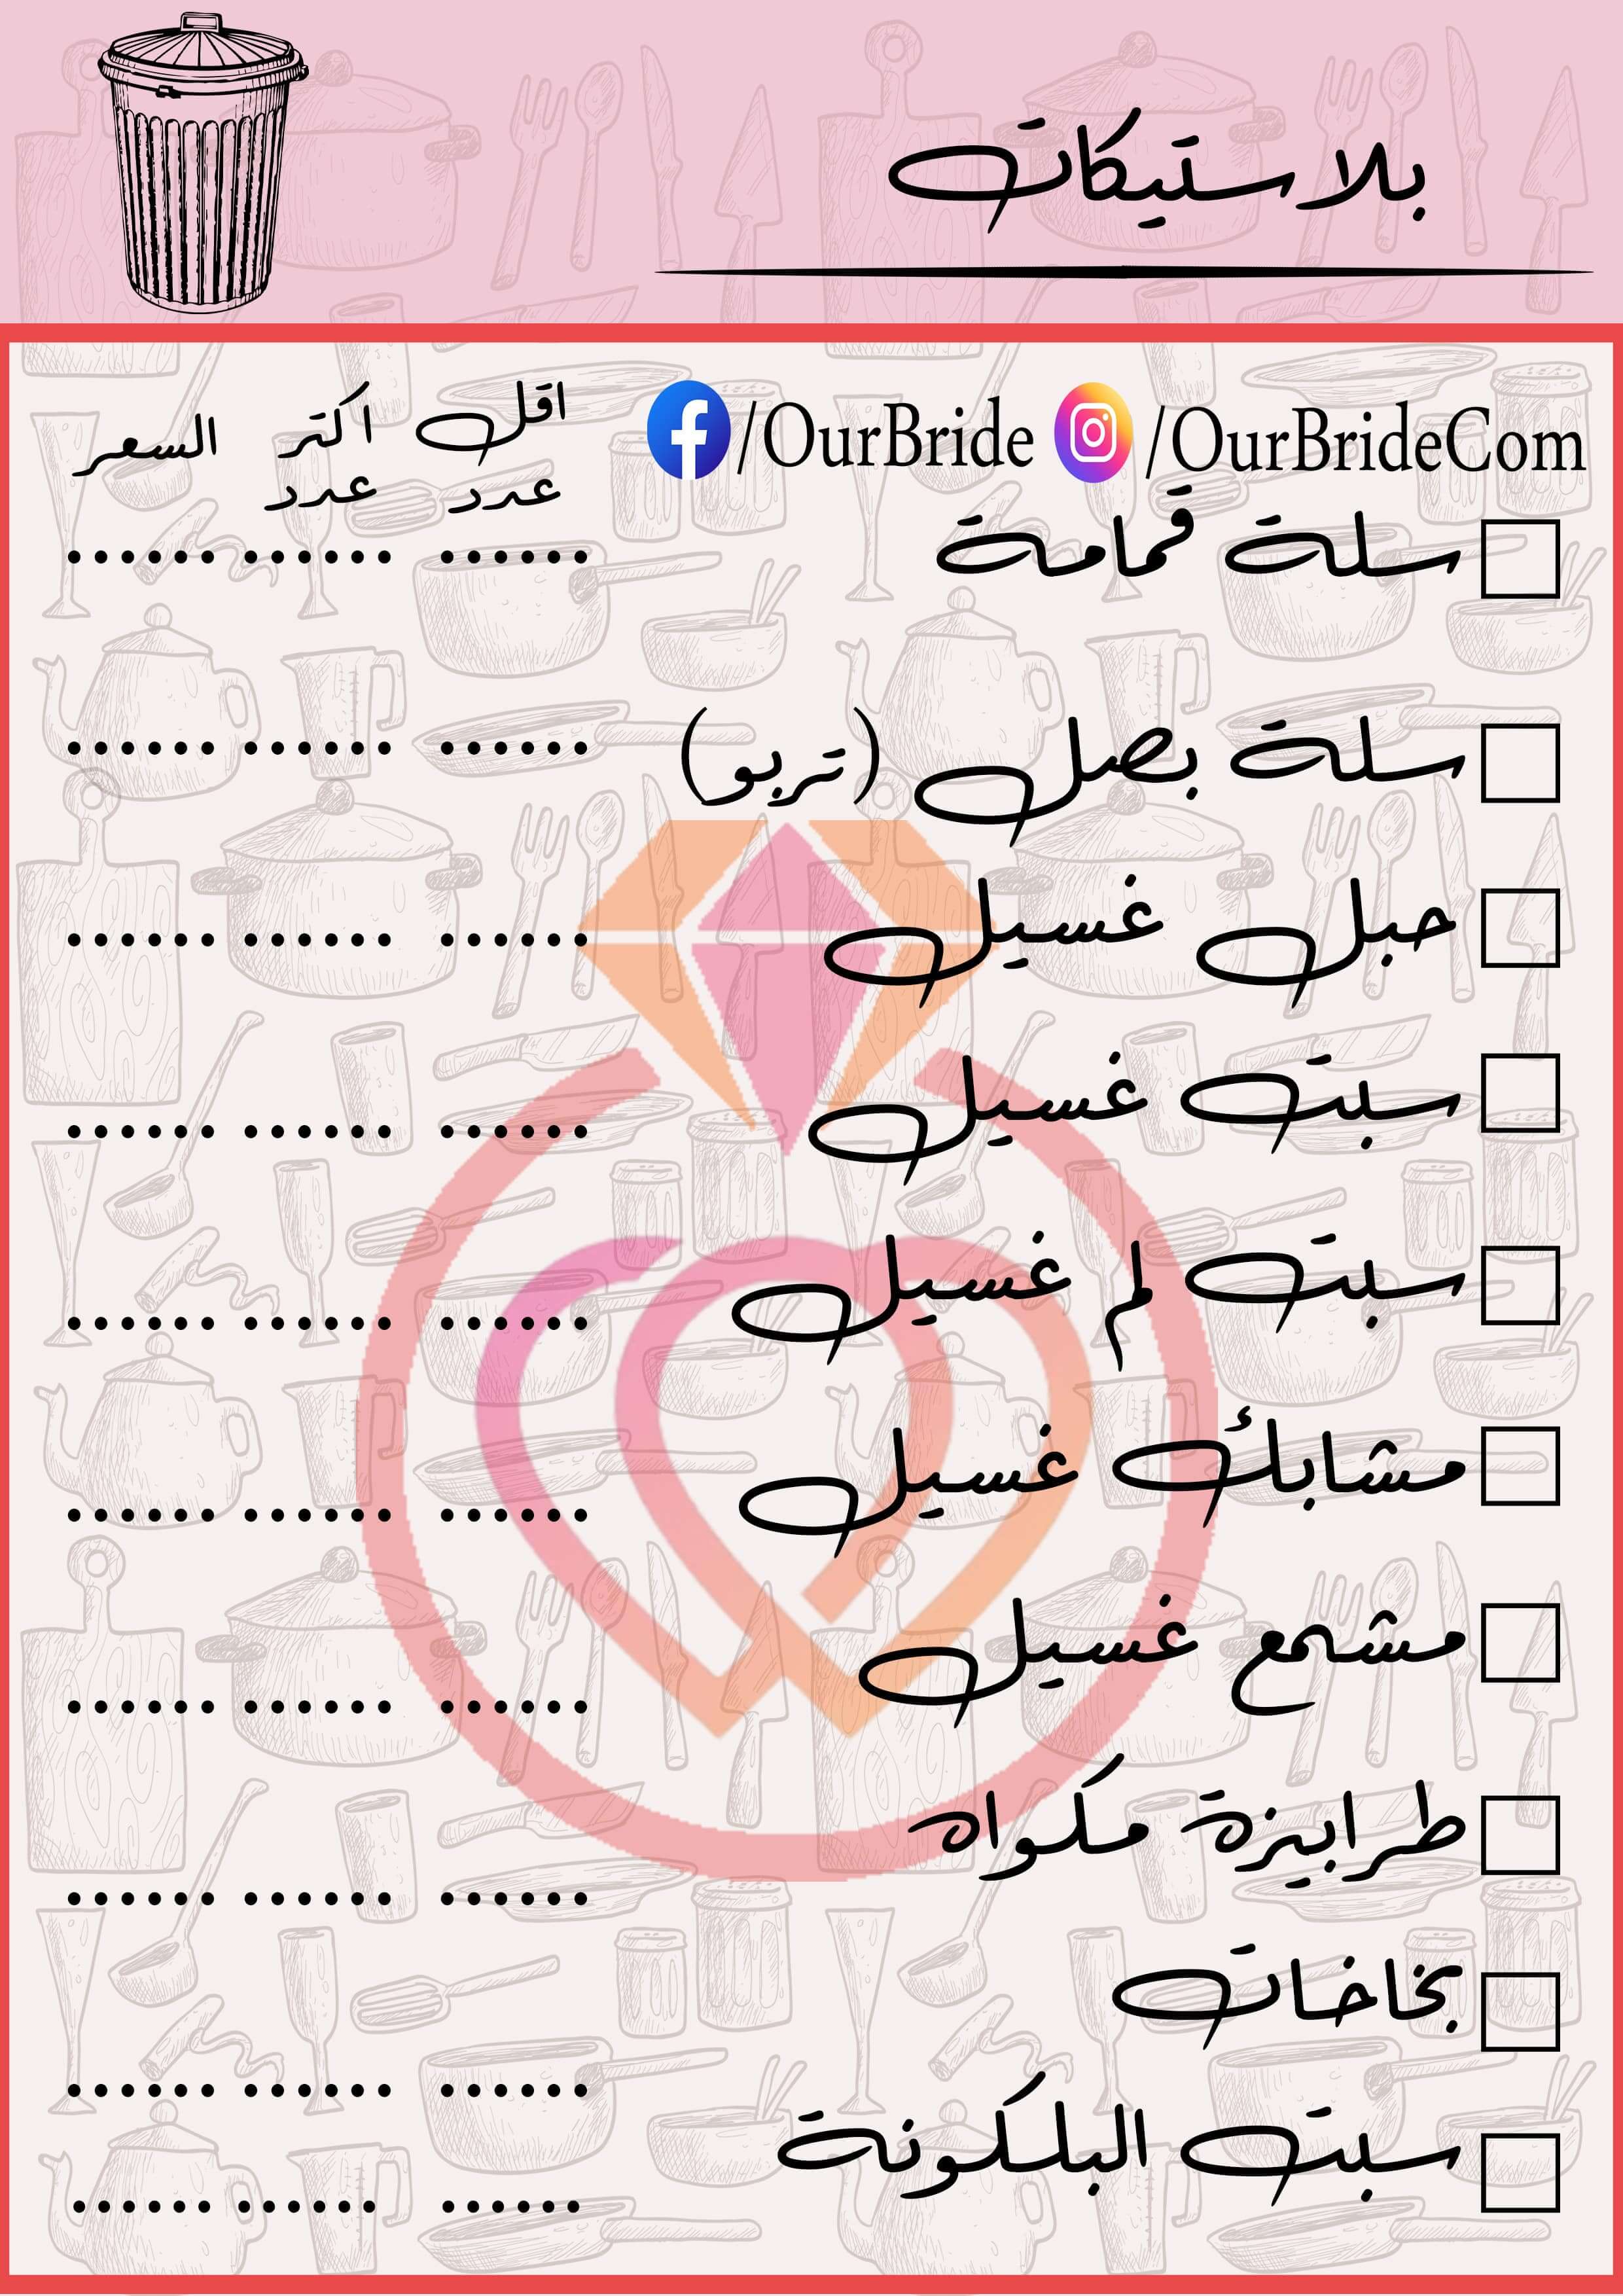 بلاستيكات
/OurBride /OurBrideCom
اقل عدد
اكتر عدد
السعر
سلة قمامة ...... ...... ......
سلة بصل (تربو) ...... ...... ......
حبل غسيل ...... ...... ......
سبت غسيل ...... ...... ......
سبت لم غسيل ...... ...... ......
مشابك غسيل ...... ...... ......
مشمع غسيل ...... ...... ......
طرابيزة مكواه ...... ...... ......
بخاخات ...... ...... ......
سبت البلكونة ...... ...... ......